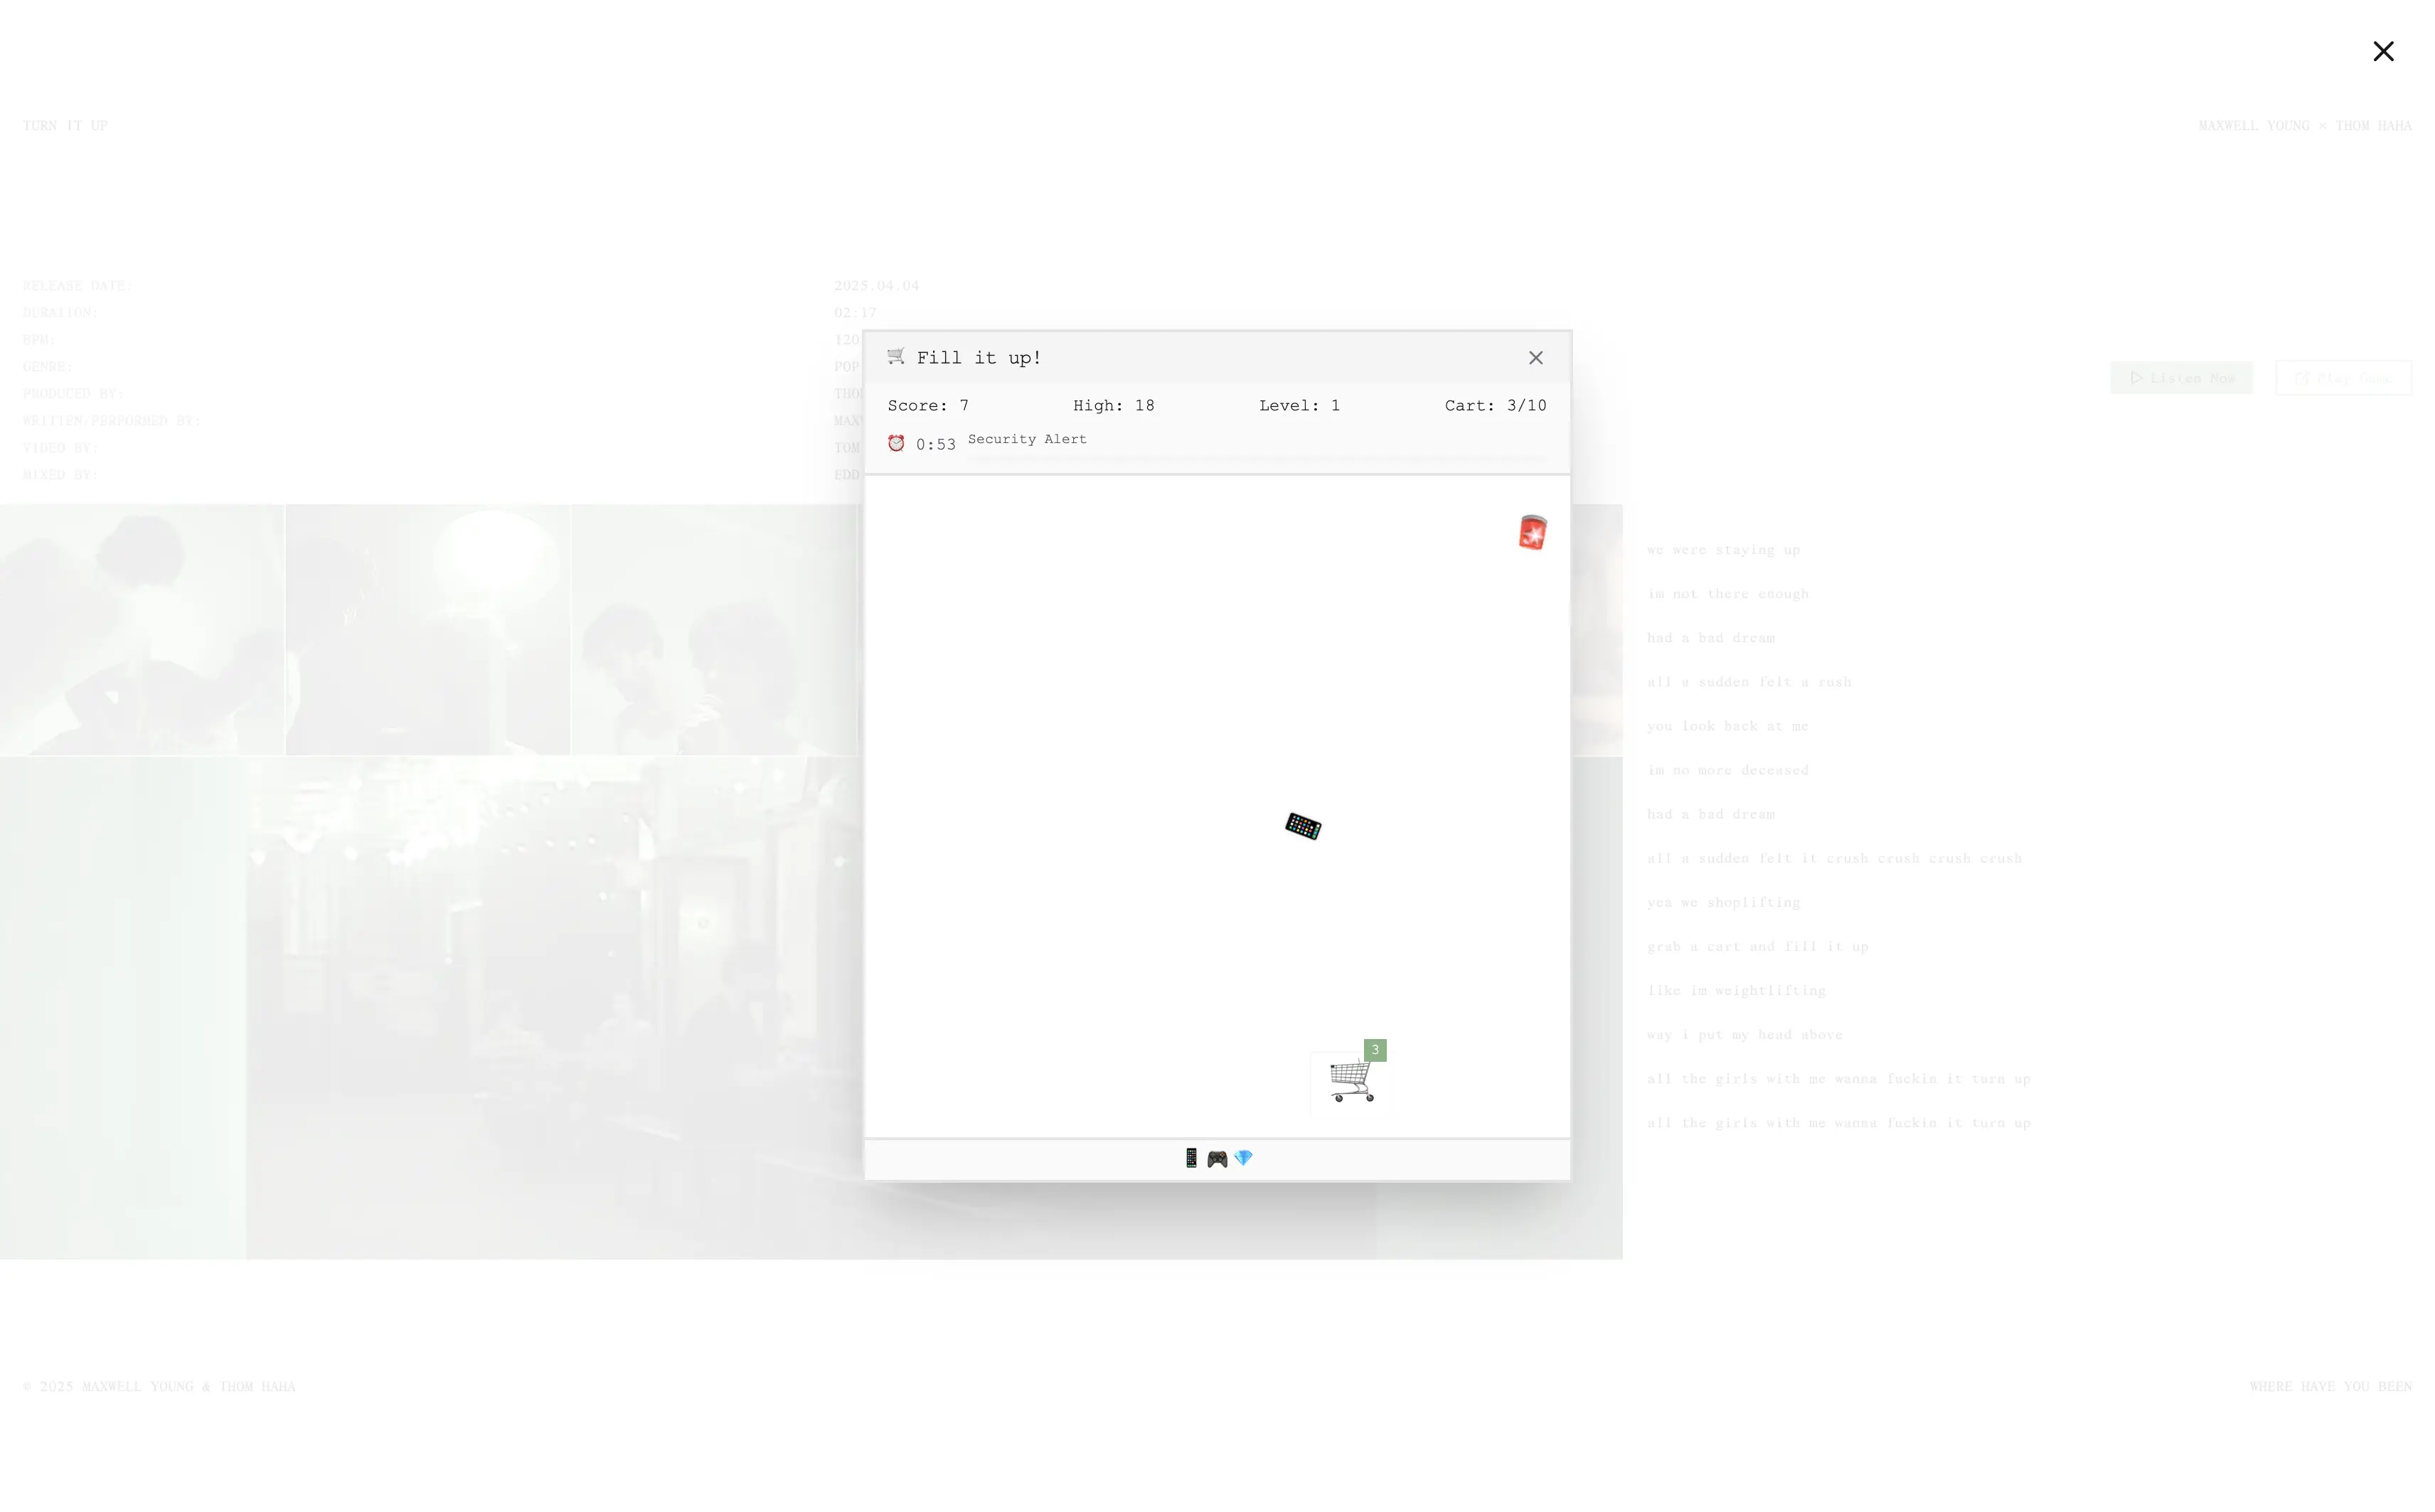 TURN IT UP
MAXWELL YOUNG × THOM HAHA
RELEASE DATE:
2025.04.04
DURATION:
02:17
BPM:
120
GENRE:
POP
PRODUCED BY:
THO
WRITTEN/PERFORMED BY:
MAX
VIDEO BY:
TOM
MIXED BY:
EDD
Listen Now
Play Game
Fill it up!
Score: 7
High: 18
Level: 1
Cart: 3/10
0:53
Security Alert
3
we were staying up
im not there enough
had a bad dream
all a sudden felt a rush
you look back at me
im no more deceased
had a bad dream
all a sudden felt it crush crush crush crush
yea we shoplifting
grab a cart and fill it up
like im weightlifting
way i put my head above
all the girls with me wanna fuckin it turn up
all the girls with me wanna fuckin it turn up
© 2025 MAXWELL YOUNG & THOM HAHA
WHERE HAVE YOU BEEN